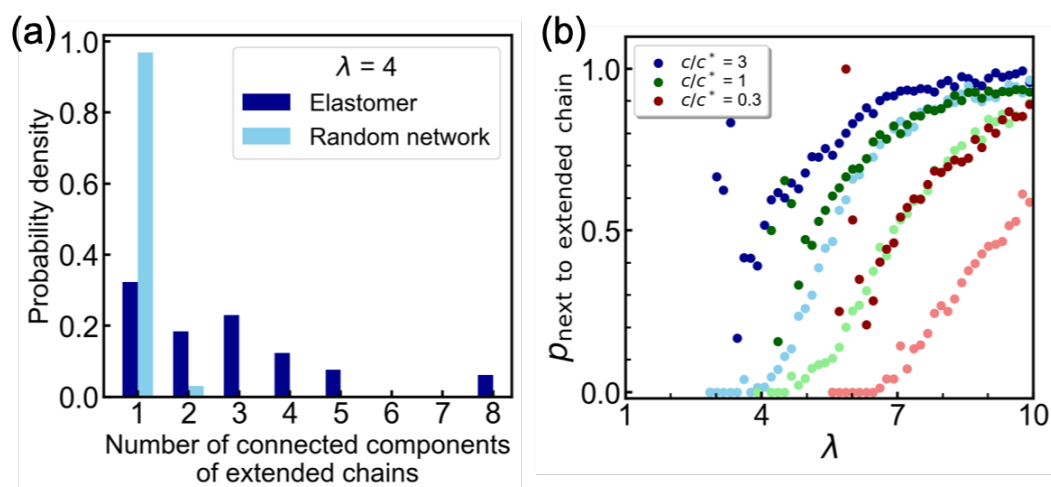 (a)
Probability density
1.0
0.8
0.6
0.4
0.2
0.0
λ = 4
Elastomer
Random network
1 2 3 4 5 6 7 8
Number of connected components
of extended chains
(b)
p next to extended chain
1.0
0.5
0.0
c/c* = 3
c/c* = 1
c/c* = 0.3
1 4 7 10
λ